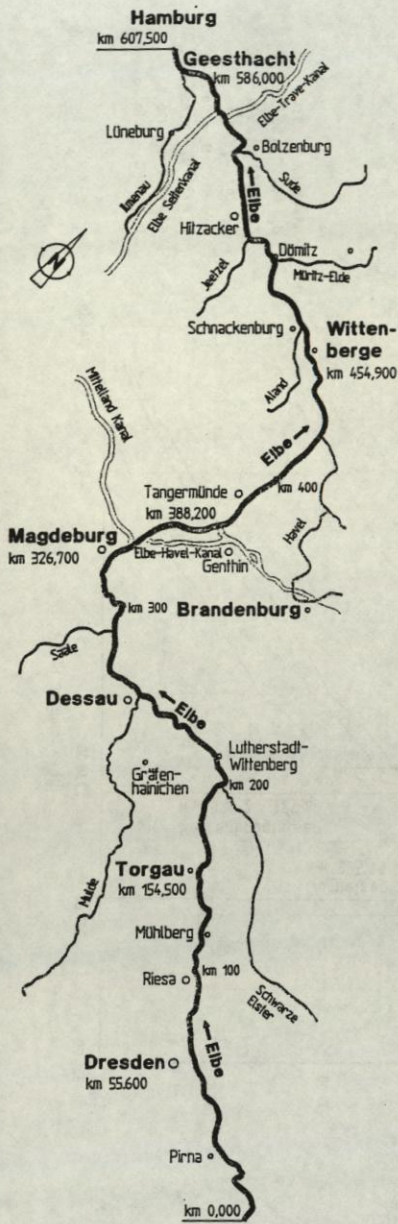 Hamburg
km 607,500
Geesthacht
km 586,000
Elbe-Trave-Kanal
Lüneburg
Bolzenburg
Ilmenau
Elbe Seitenkanal
Elbe
Sude
Hitzacker
N
Dömitz
Jeetzel
Müritz-Elde
Schnackenburg
Witten-
berge
km 454,900
Aland
Mittelland Kanal
Elbe
Tangermünde
km 400
km 388,200
Havel
Magdeburg
km 326,700
Elbe-Havel-Kanal
Genthin
km 300
Brandenburg
Saale
Dessau
Elbe
Lutherstadt-
Wittenberg
Gräfen-
hainichen
km 200
Torgau
km 154,500
Mulde
Mühlberg
km 100
Riesa
Schwarze
Elster
Elbe
Dresden
km 55.600
Pirna
km 0,000